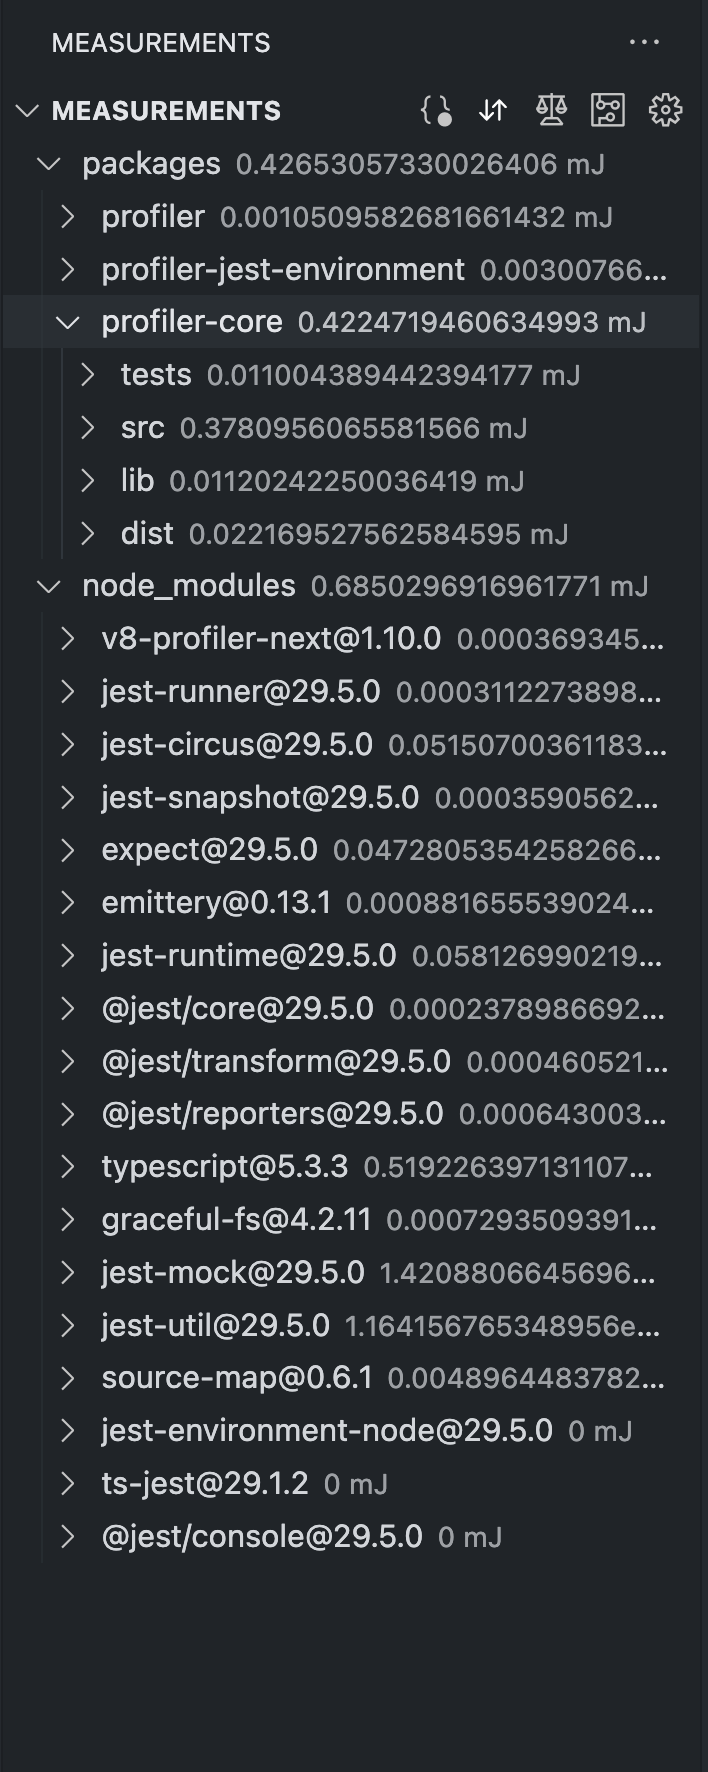 MEASUREMENTS
MEASUREMENTS
packages 0.42653057330026406 mJ
profiler 0.0010509582681661432 mJ
profiler-jest-environment 0.00300766...
profiler-core 0.4224719460634993 mJ
tests 0.011004389442394177 mJ
src 0.3780956065581566 mJ
lib 0.01120242250036419 mJ
dist 0.022169527562584595 mJ
node_modules 0.6850296916961771 mJ
v8-profiler-next@1.10.0 0.000369345...
jest-runner@29.5.0 0.0003112273898...
jest-circus@29.5.0 0.05150700361183...
jest-snapshot@29.5.0 0.0003590562...
expect@29.5.0 0.0472805354258266...
emittery@0.13.1 0.000881655539024...
jest-runtime@29.5.0 0.058126990219...
@jest/core@29.5.0 0.0002378986692...
@jest/transform@29.5.0 0.000460521...
@jest/reporters@29.5.0 0.000643003...
typescript@5.3.3 0.519226397131107...
graceful-fs@4.2.11 0.0007293509391...
jest-mock@29.5.0 1.4208806645696...
jest-util@29.5.0 1.164156765348956e...
source-map@0.6.1 0.0048964483782...
jest-environment-node@29.5.0 0 mJ
ts-jest@29.1.2 0 mJ
@jest/console@29.5.0 0 mJ